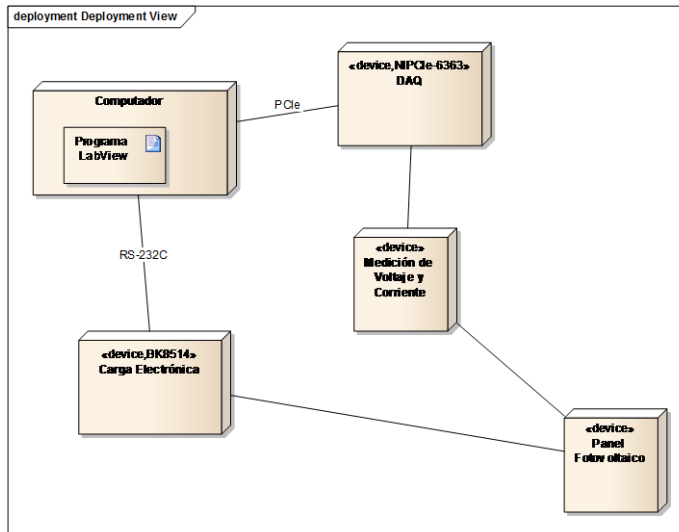 deployment Deployment View
Computador
Programa
LabView
PCIe
«device,NIPCIe-6363»
DAQ
RS-232C
«device»
Medición de
Voltaje y
Corriente
«device,BK8514»
Carga Electrónica
«device»
Panel
Fotovoltaico